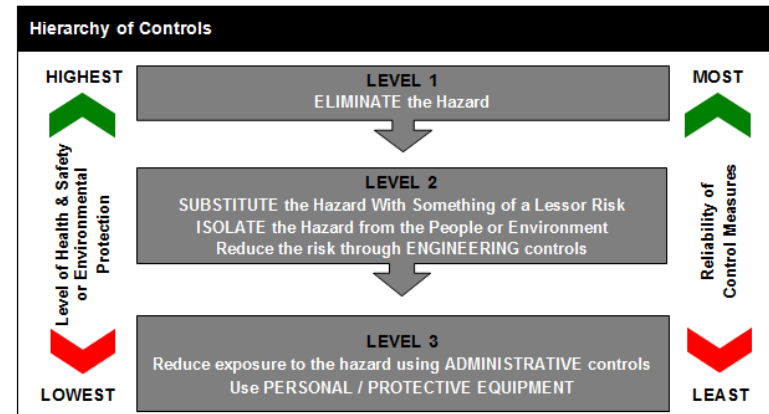 Hierarchy of Controls
HIGHEST
LEVEL 1
ELIMINATE the Hazard
MOST
Level of Health & Safety
or Environmental
Protection
LEVEL 2
SUBSTITUTE the Hazard With Something of a Lessor Risk
ISOLATE the Hazard from the People or Environment
Reduce the risk through ENGINEERING controls
Reliability of
Control Measures
LEVEL 3
Reduce exposure to the hazard using ADMINISTRATIVE controls
Use PERSONAL / PROTECTIVE EQUIPMENT
LOWEST
LEAST